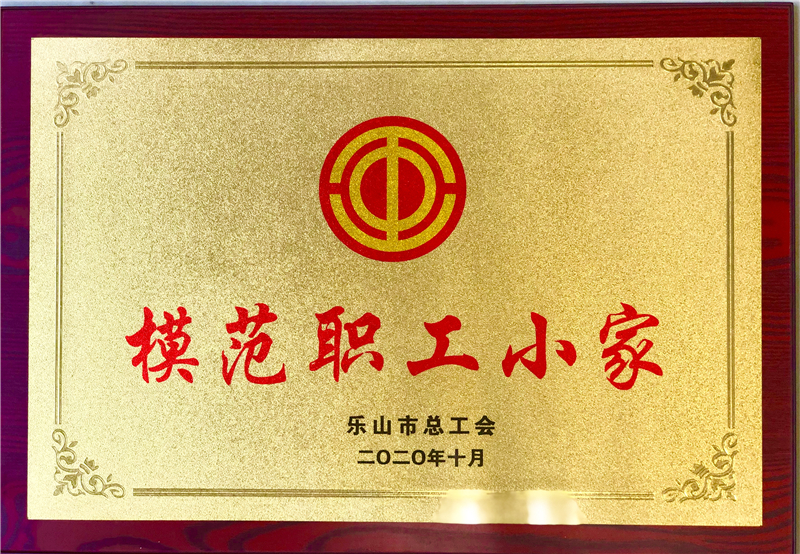 模范职工小家
乐山市总工会
二〇二〇年十月